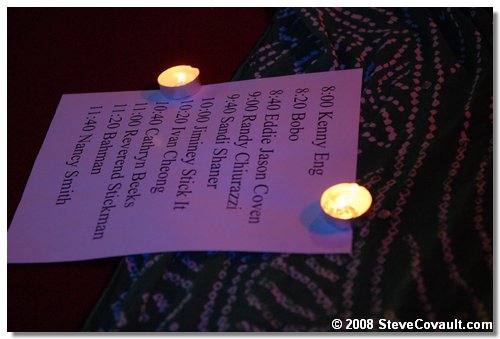 8:00 Kenny Eng
8:20 Bobo
8:40 Eddie Jason Coven
9:00 Randy Chiurazzi
9:40 Sandi Shaner
10:00 Jiminey Stick It
10:20 Ivan Cheong
10:40 Cathryn Beeks
11:00 Reverend Stickman
11:20 Bahman
11:40 Nancy Smith
© 2008 SteveCovault.com